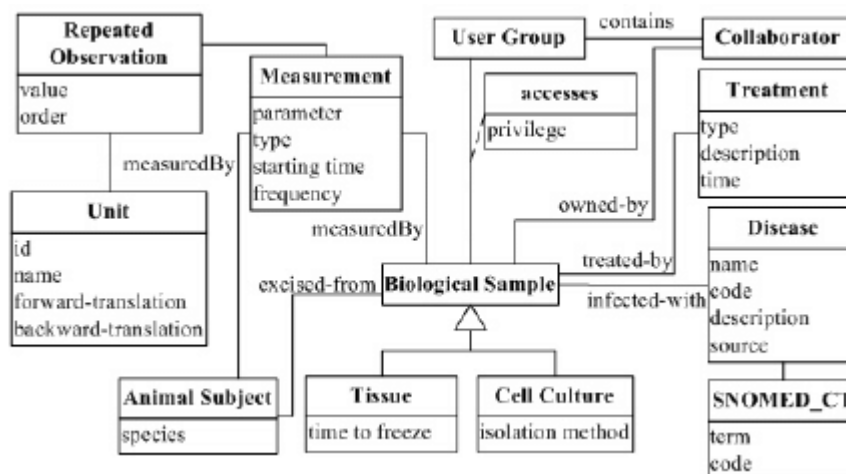 Repeated
Observation
value
order
User Group
contains
Collaborator
Measurement
parameter
type
starting time
frequency
accesses
privilege
Treatment
type
description
time
measuredBy
Unit
id
name
forward-translation
backward-translation
measuredBy
owned-by
treated-by
infected-with
Disease
name
code
description
source
excised-from
Biological Sample
Animal Subject
species
Tissue
time to freeze
Cell Culture
isolation method
SNOMED_CT
term
code